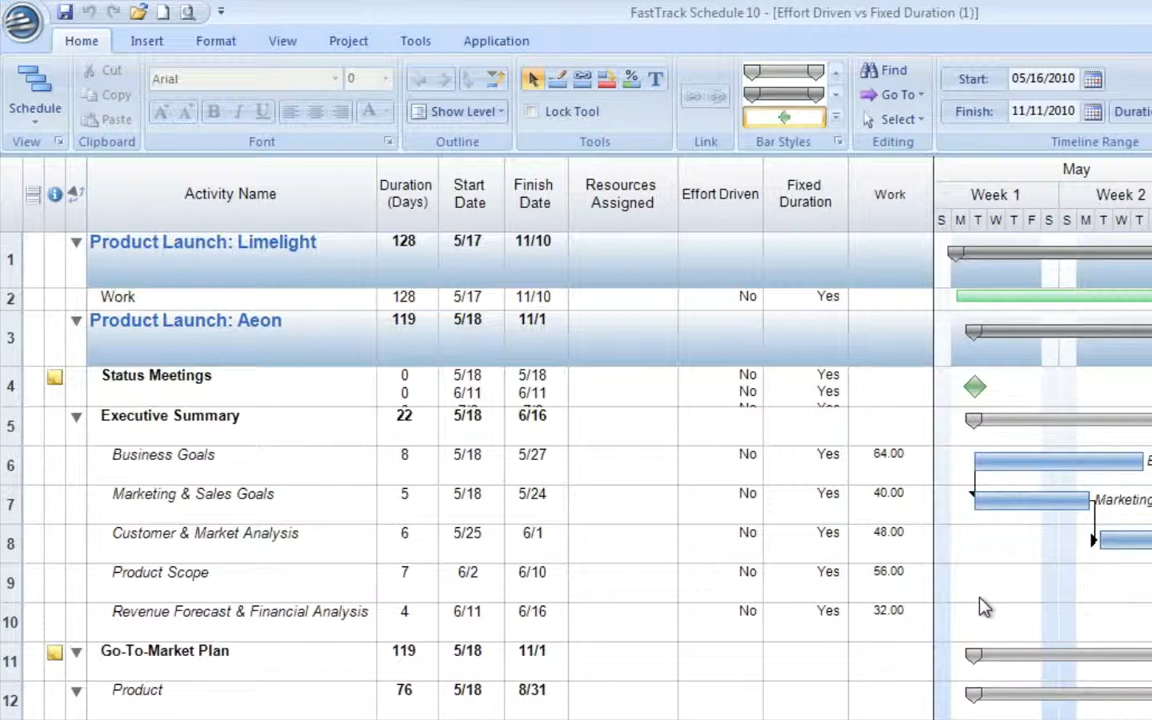 FastTrack Schedule 10 - [Effort Driven vs Fixed Duration (1)]
Home Insert Format View Project Tools Application
Schedule
Cut
Copy
Paste
Arial 0
B I U A
Show Level
T
Lock Tool
Find
Go To
Select
Start: 05/16/2010
Finish: 11/11/2010 Duratio
View Clipboard Font Outline Tools Link Bar Styles Editing Timeline Range
Activity Name Duration (Days) Start Date Finish Date Resources Assigned Effort Driven Fixed Duration Work
May
Week 1 Week 2
S M T W T F S S M T W T
1 Product Launch: Limelight 128 5/17 11/10
2 Work 128 5/17 11/10 No Yes
3 Product Launch: Aeon 119 5/18 11/1
4 Status Meetings 0 5/18 5/18 No Yes
0 6/11 6/11 No Yes
5 Executive Summary 22 5/18 6/16
6 Business Goals 8 5/18 5/27 No Yes 64.00
7 Marketing & Sales Goals 5 5/18 5/24 No Yes 40.00 Marketing
8 Customer & Market Analysis 6 5/25 6/1 No Yes 48.00
9 Product Scope 7 6/2 6/10 No Yes 56.00
10 Revenue Forecast & Financial Analysis 4 6/11 6/16 No Yes 32.00
11 Go-To-Market Plan 119 5/18 11/1
12 Product 76 5/18 8/31